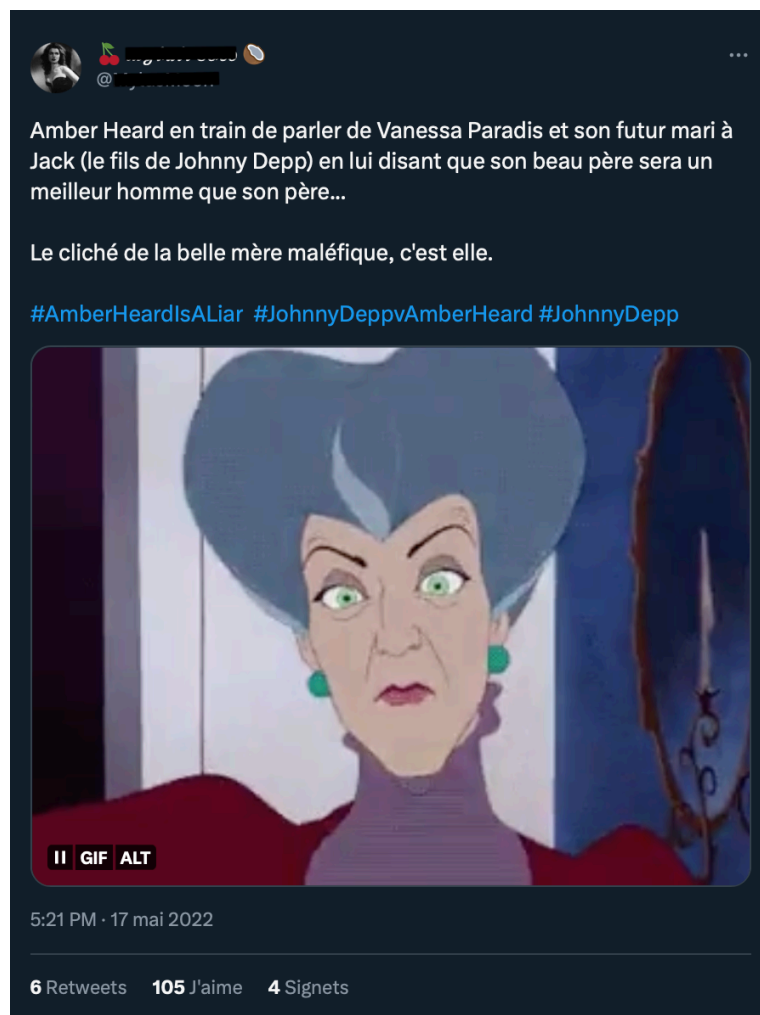 @
Amber Heard en train de parler de Vanessa Paradis et son futur mari à
Jack (le fils de Johnny Depp) en lui disant que son beau père sera un
meilleur homme que son père...
Le cliché de la belle mère maléfique, c'est elle.
#AmberHeardIsALiar #JohnnyDeppvAmberHeard #JohnnyDepp
GIF ALT
5:21 PM · 17 mai 2022
6 Retweets 105 J'aime 4 Signets